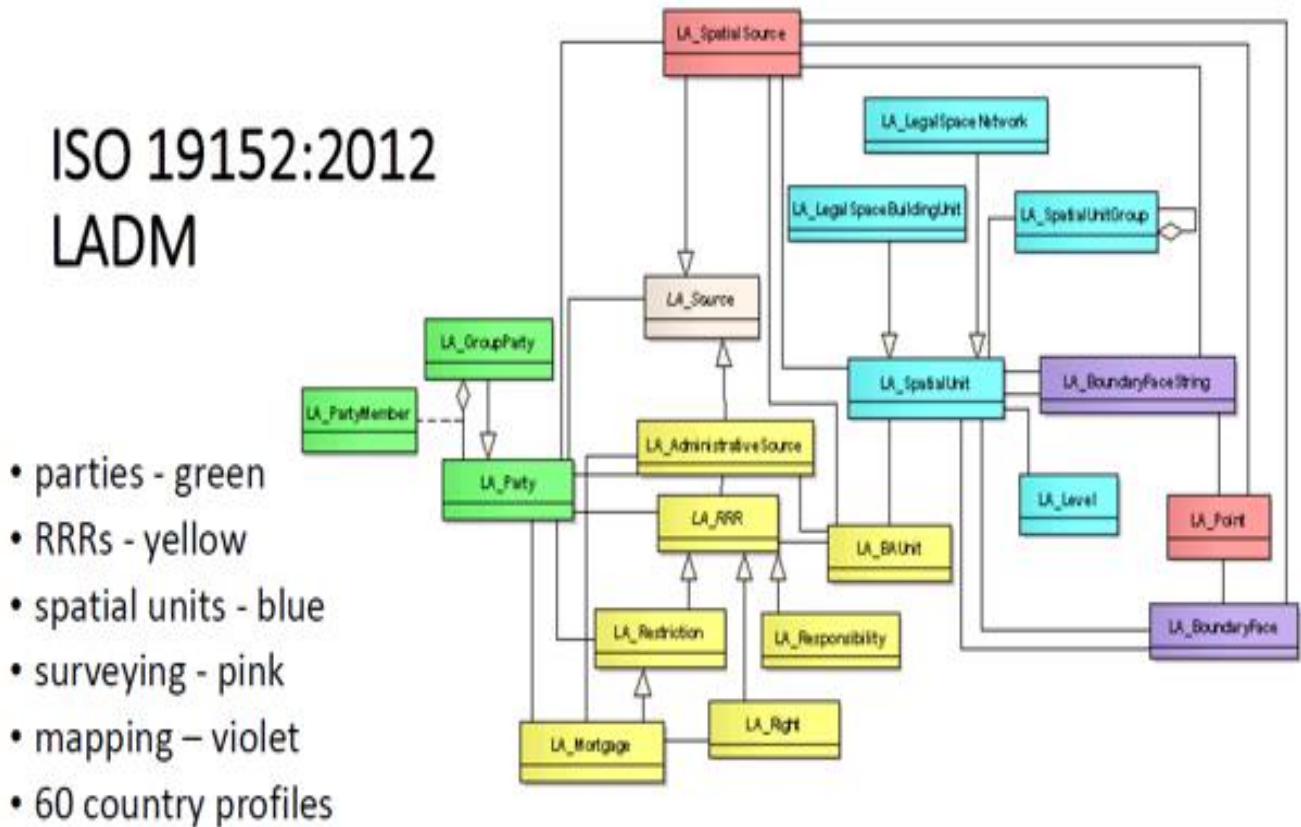 ISO 19152:2012
LADM
• parties - green
• RRRs - yellow
• spatial units - blue
• surveying - pink
• mapping – violet
• 60 country profiles
LA_SpatialSource
LA_LegalSpaceNetwork
LA_LegalSpaceBuildingUnit
LA_SpatialUnitGroup
LA_Source
LA_GroupParty
LA_SpatialUnit
LA_BoundaryFaceString
LA_PartyMember
LA_AdministrativeSource
LA_Party
LA_Level
LA_RRR
LA_Point
LA_BAUnit
LA_Restriction
LA_Responsibility
LA_BoundaryFace
LA_Right
LA_Mortgage